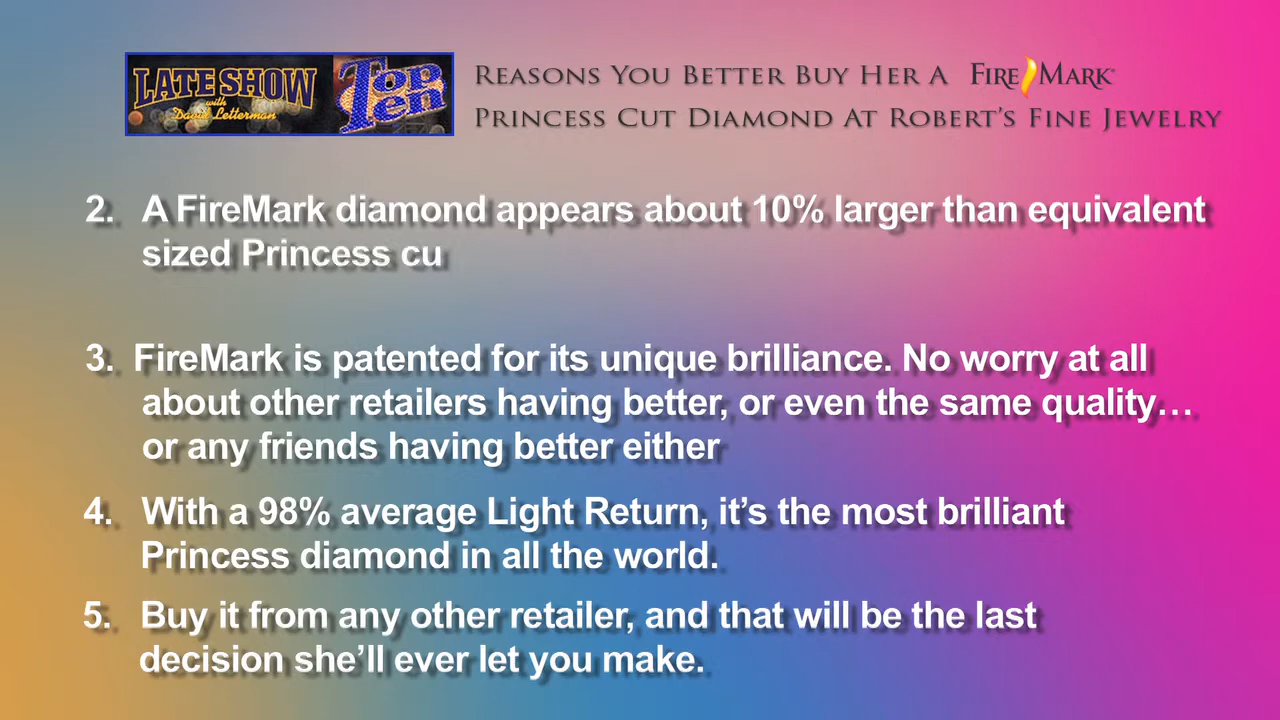 LATE SHOW
with
David Letterman
Top
Ten
REASONS YOU BETTER BUY HER A FIREMARK
PRINCESS CUT DIAMOND AT ROBERT'S FINE JEWELRY
2. A FireMark diamond appears about 10% larger than equivalent
sized Princess cu
3. FireMark is patented for its unique brilliance. No worry at all
about other retailers having better, or even the same quality…
or any friends having better either
4. With a 98% average Light Return, it’s the most brilliant
Princess diamond in all the world.
5. Buy it from any other retailer, and that will be the last
decision she’ll ever let you make.